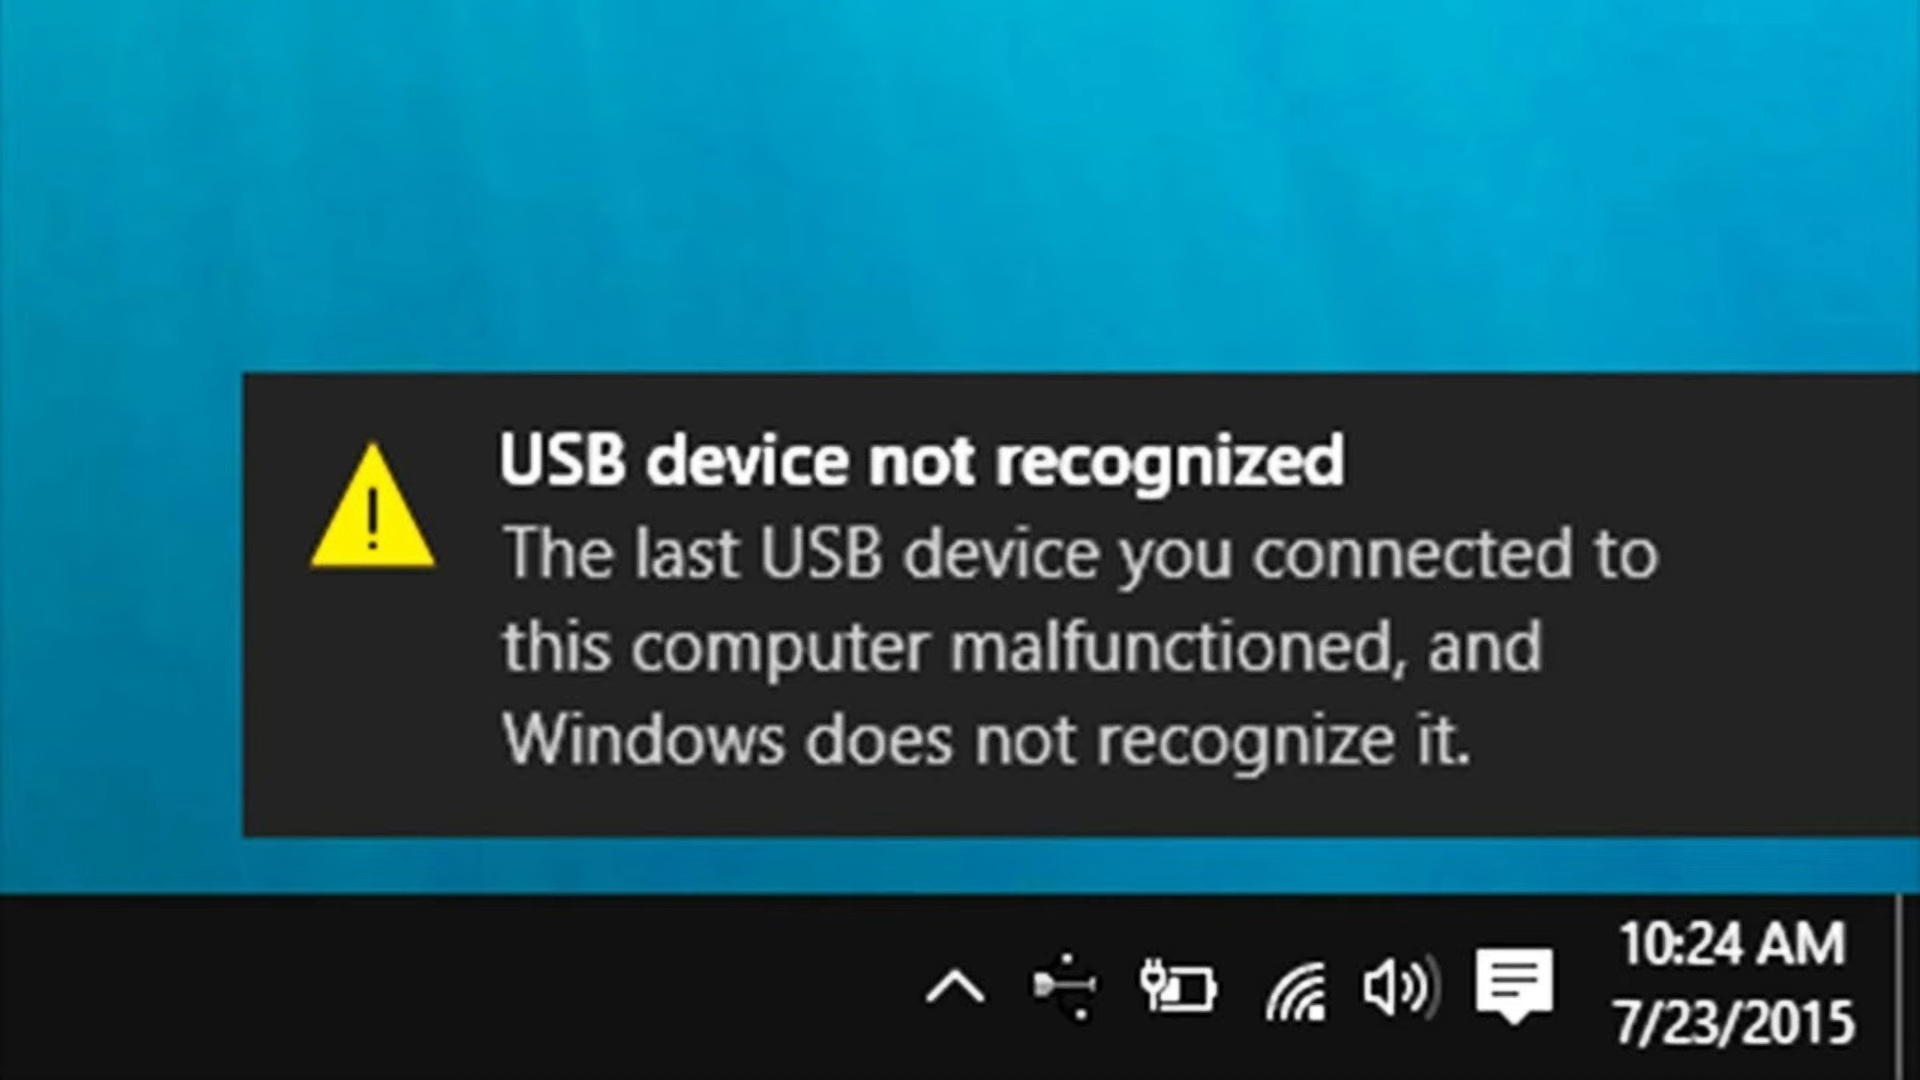 USB device not recognized
The last USB device you connected to
this computer malfunctioned, and
Windows does not recognize it.
10:24 AM
7/23/2015